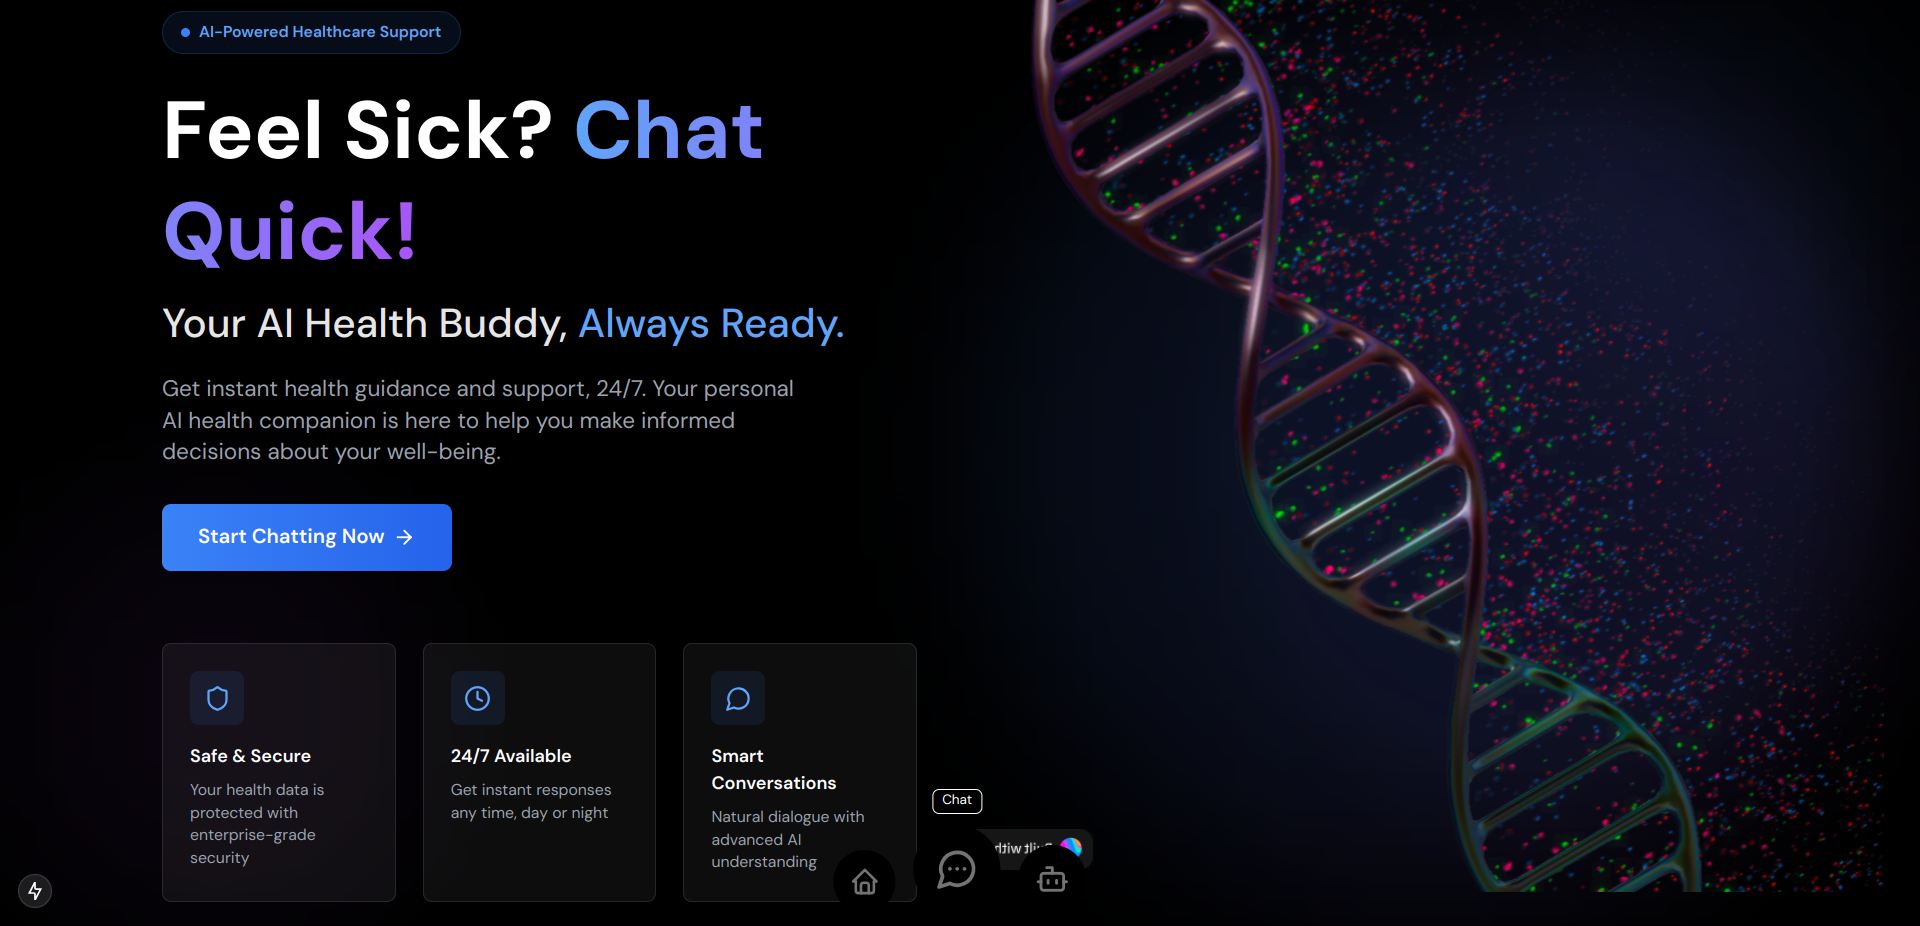 AI-Powered Healthcare Support
Feel Sick? Chat
Quick!
Your AI Health Buddy, Always Ready.
Get instant health guidance and support, 24/7. Your personal
AI health companion is here to help you make informed
decisions about your well-being.
Start Chatting Now →
Safe & Secure
Your health data is
protected with
enterprise-grade
security
24/7 Available
Get instant responses
any time, day or night
Smart
Conversations
Natural dialogue with
advanced AI
understanding
Chat